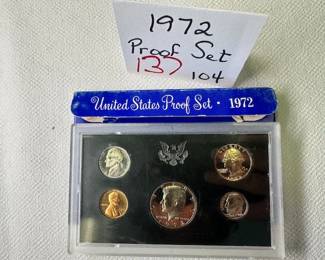 1972
Proof Set
137
104
United States Proof Set • 1972